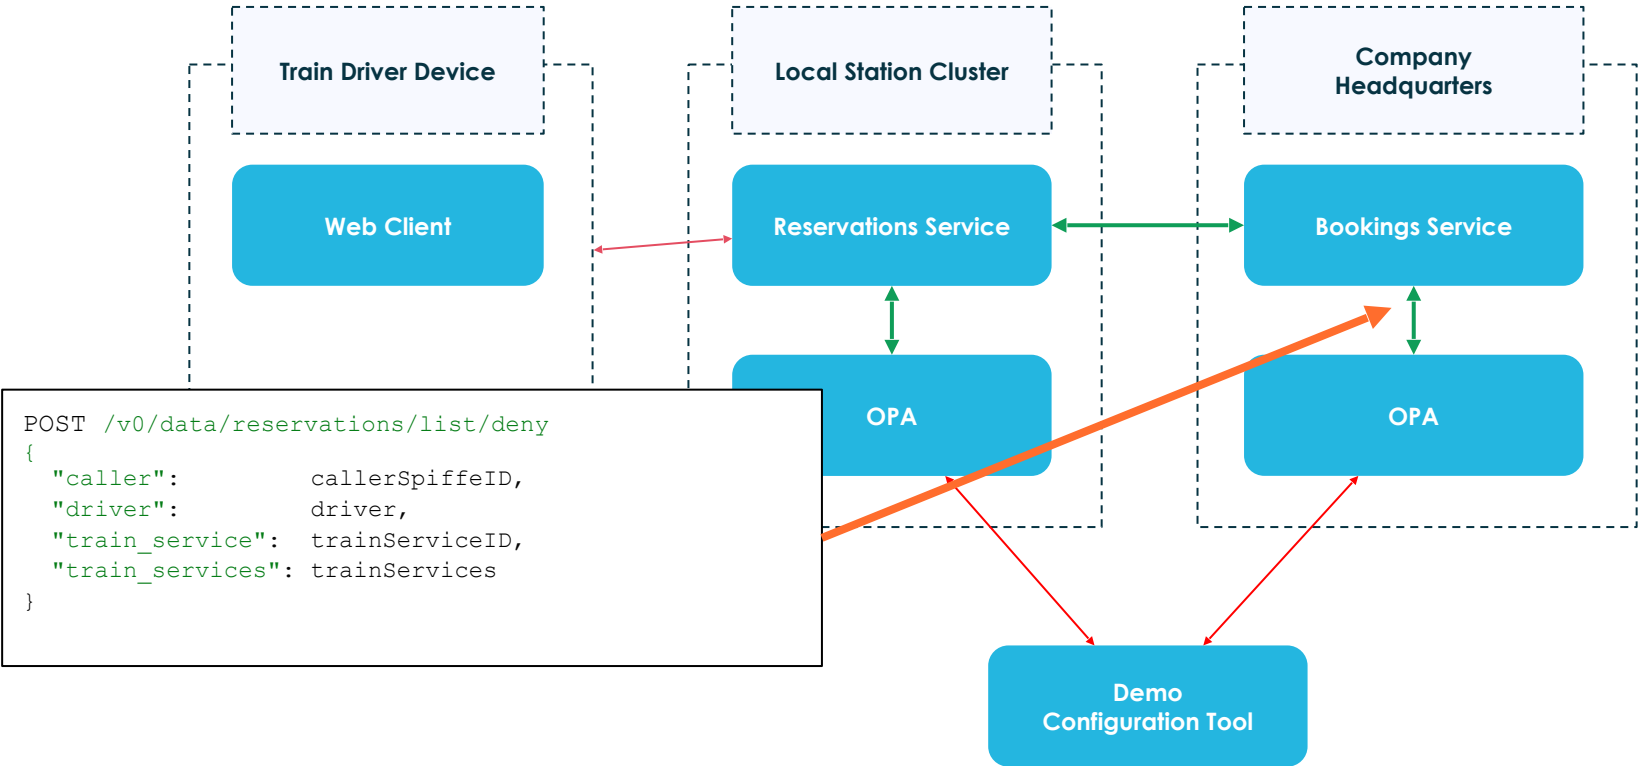 Train Driver Device
Local Station Cluster
Company
Headquarters
Web Client
Reservations Service
Bookings Service
OPA
OPA
POST /v0/data/reservations/list/deny
{
  "caller":         callerSpiffeID,
  "driver":         driver,
  "train_service":  trainServiceID,
  "train_services": trainServices
}
Demo
Configuration Tool